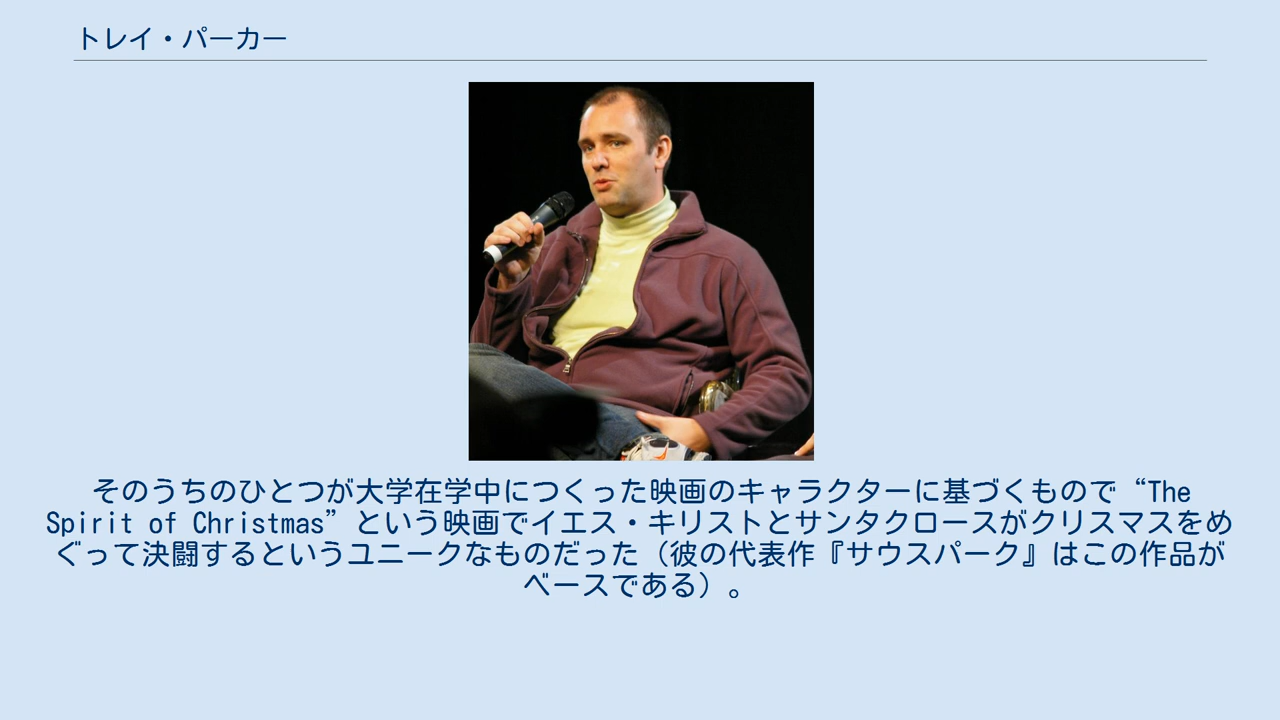 トレイ・パーカー
そのうちのひとつが大学在学中につくった映画のキャラクターに基づくもので“The
Spirit of Christmas”という映画でイエス・キリストとサンタクロースがクリスマスをめ
ぐって決闘するというユニークなものだった（彼の代表作『サウスパーク』はこの作品が
ベースである）。